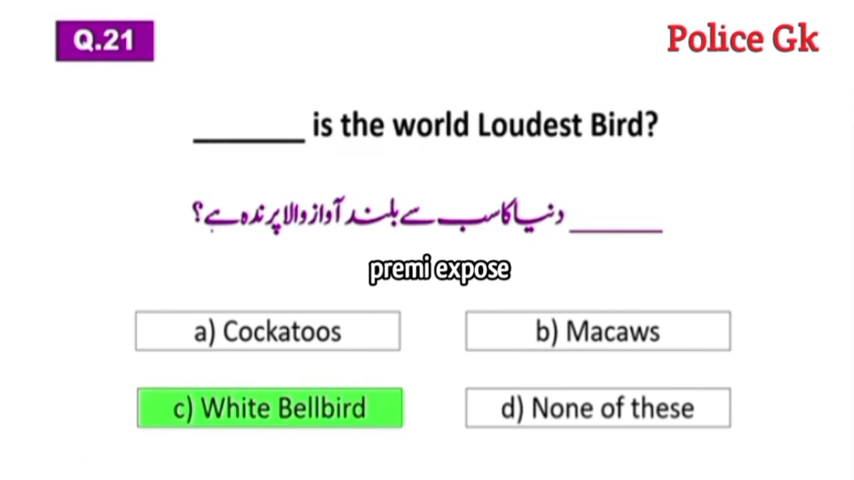 Q.21
Police Gk
_______ is the world Loudest Bird?
_______ دنیا کا سب سے بلند آواز والا پرندہ ہے؟
premi expose
a) Cockatoos
b) Macaws
c) White Bellbird
d) None of these